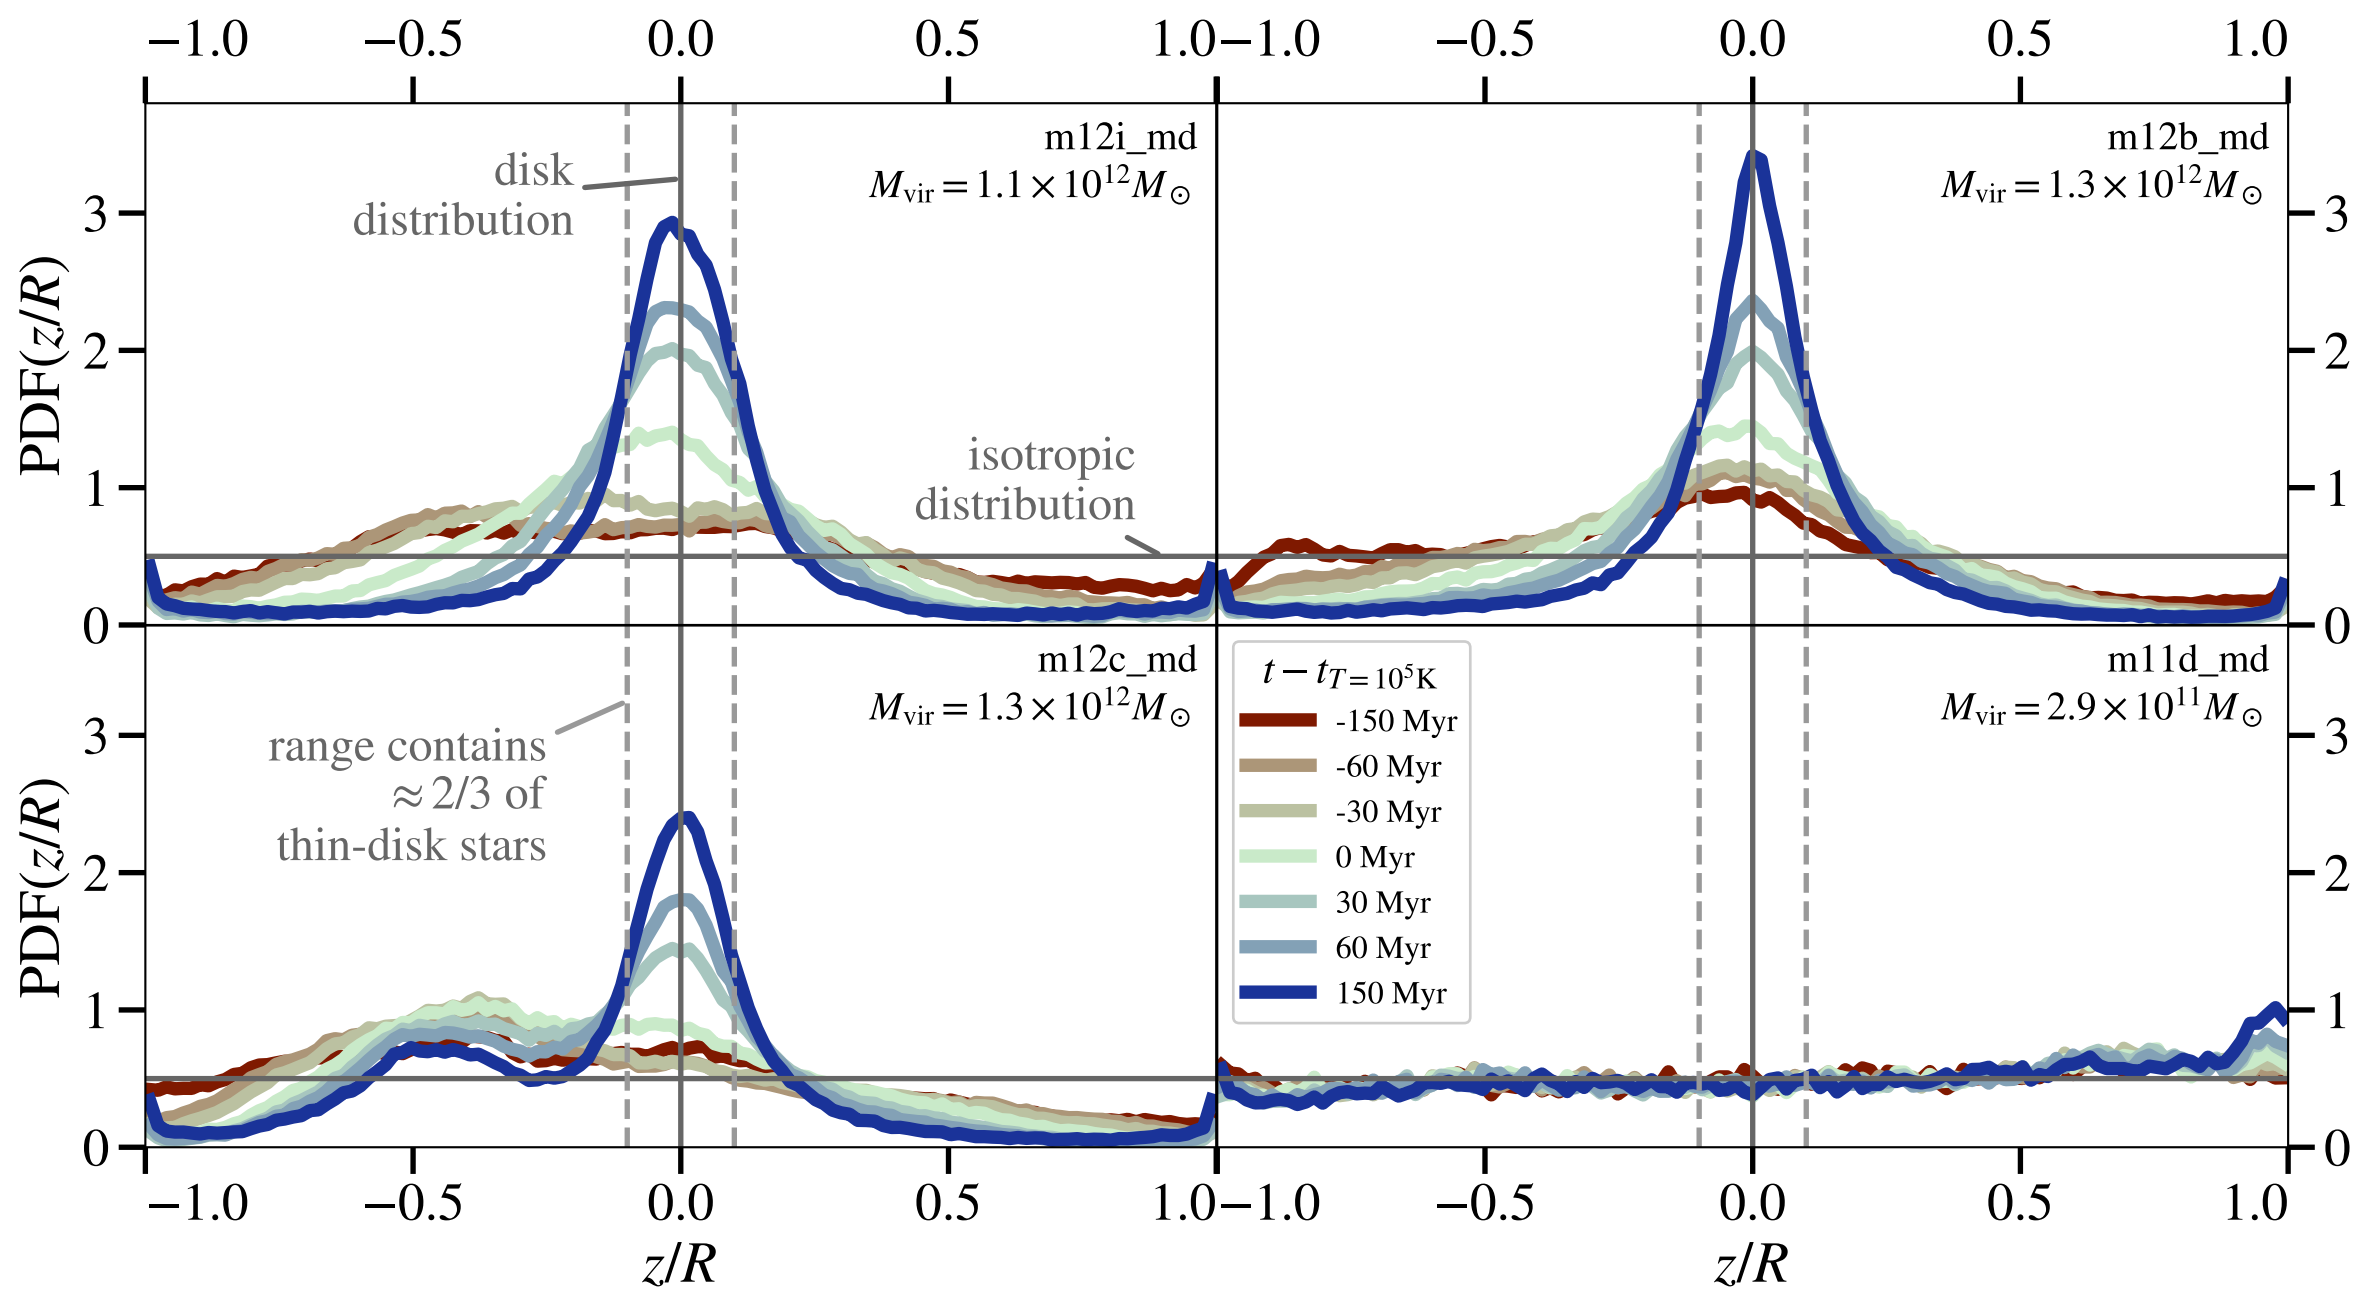 −1.0 −0.5 0.0 0.5 1.0 −1.0 −0.5 0.0 0.5 1.0
m12i_md
M_vir = 1.1 × 10^12 M_⊙
disk
distribution
isotropic
distribution
PDF(z/R)
3
2
1
0
m12b_md
M_vir = 1.3 × 10^12 M_⊙
3
2
1
0
m12c_md
M_vir = 1.3 × 10^12 M_⊙
range contains
≈ 2/3 of
thin-disk stars
PDF(z/R)
3
2
1
0
t − t_{T = 10^5 K}
-150 Myr
-60 Myr
-30 Myr
0 Myr
30 Myr
60 Myr
150 Myr
m11d_md
M_vir = 2.9 × 10^11 M_⊙
3
2
1
0
−1.0 −0.5 0.0 0.5 1.0 −1.0 −0.5 0.0 0.5 1.0
z/R z/R